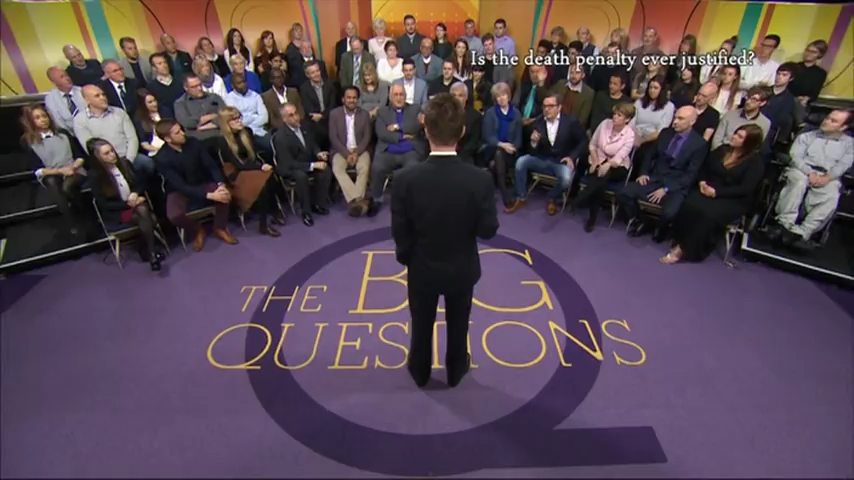 Is the death penalty ever justified?
THE BIG
QUESTIONS